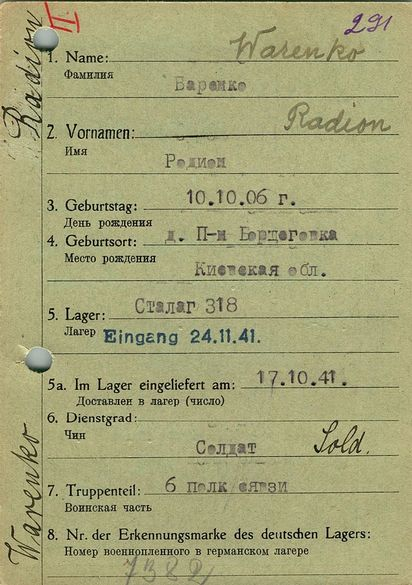 II
291
Radion
1. Name: Warenko
Фамилия
Варенко
2. Vornamen: Radion
Имя
Родион
3. Geburtstag: 10.10.06 г.
День рождения
4. Geburtsort: д. П-и
Место рождения
Киевская обл.
5. Lager: Сталаг 318
Лагер Eingang 24.11.41.
5a. Im Lager eingeliefert am: 17.10.41.
Доставлен в лагер (число)
6. Dienstgrad:
Чин
Солдат Sold.
7. Truppenteil: 6 полк связи
Воинская часть
8. Nr. der Erkennungsmarke des deutschen Lagers:
Номер военнопленного в германском лагере
7382
Warenko